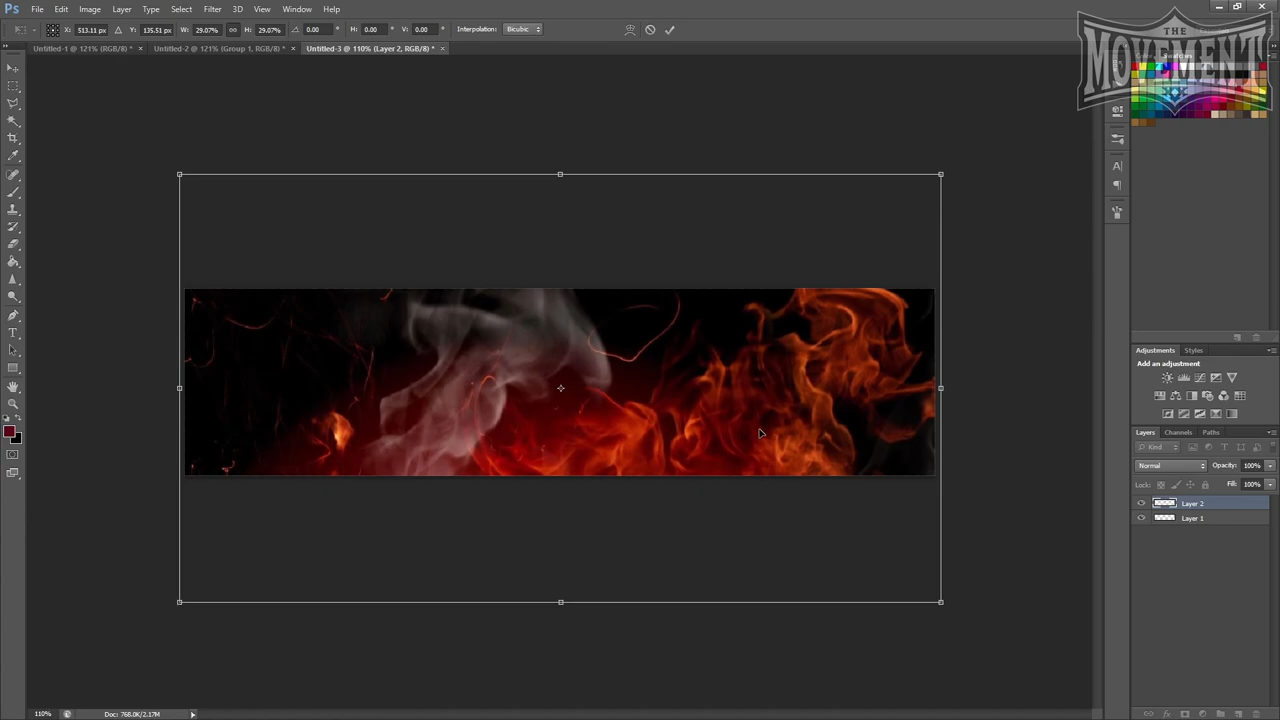 Ps File Edit Image Layer Type Select Filter 3D View Window Help
X: 513.11 px Y: 135.51 px W: 29.07% H: 29.07% 0.00 ° H: 0.00 ° V: 0.00 ° Interpolation: Bicubic
Untitled-1 @ 121% (RGB/8) * × Untitled-2 @ 121% (Group 1, RGB/8) * × Untitled-3 @ 110% (Layer 2, RGB/8) * ×
THE
MOVEMENT
Swatches
Adjustments Styles
Add an adjustment
Layers Channels Paths
Kind
Normal Opacity: 100%
Lock: Fill: 100%
Layer 2
Layer 1
110% Doc: 768.0K/2.17M